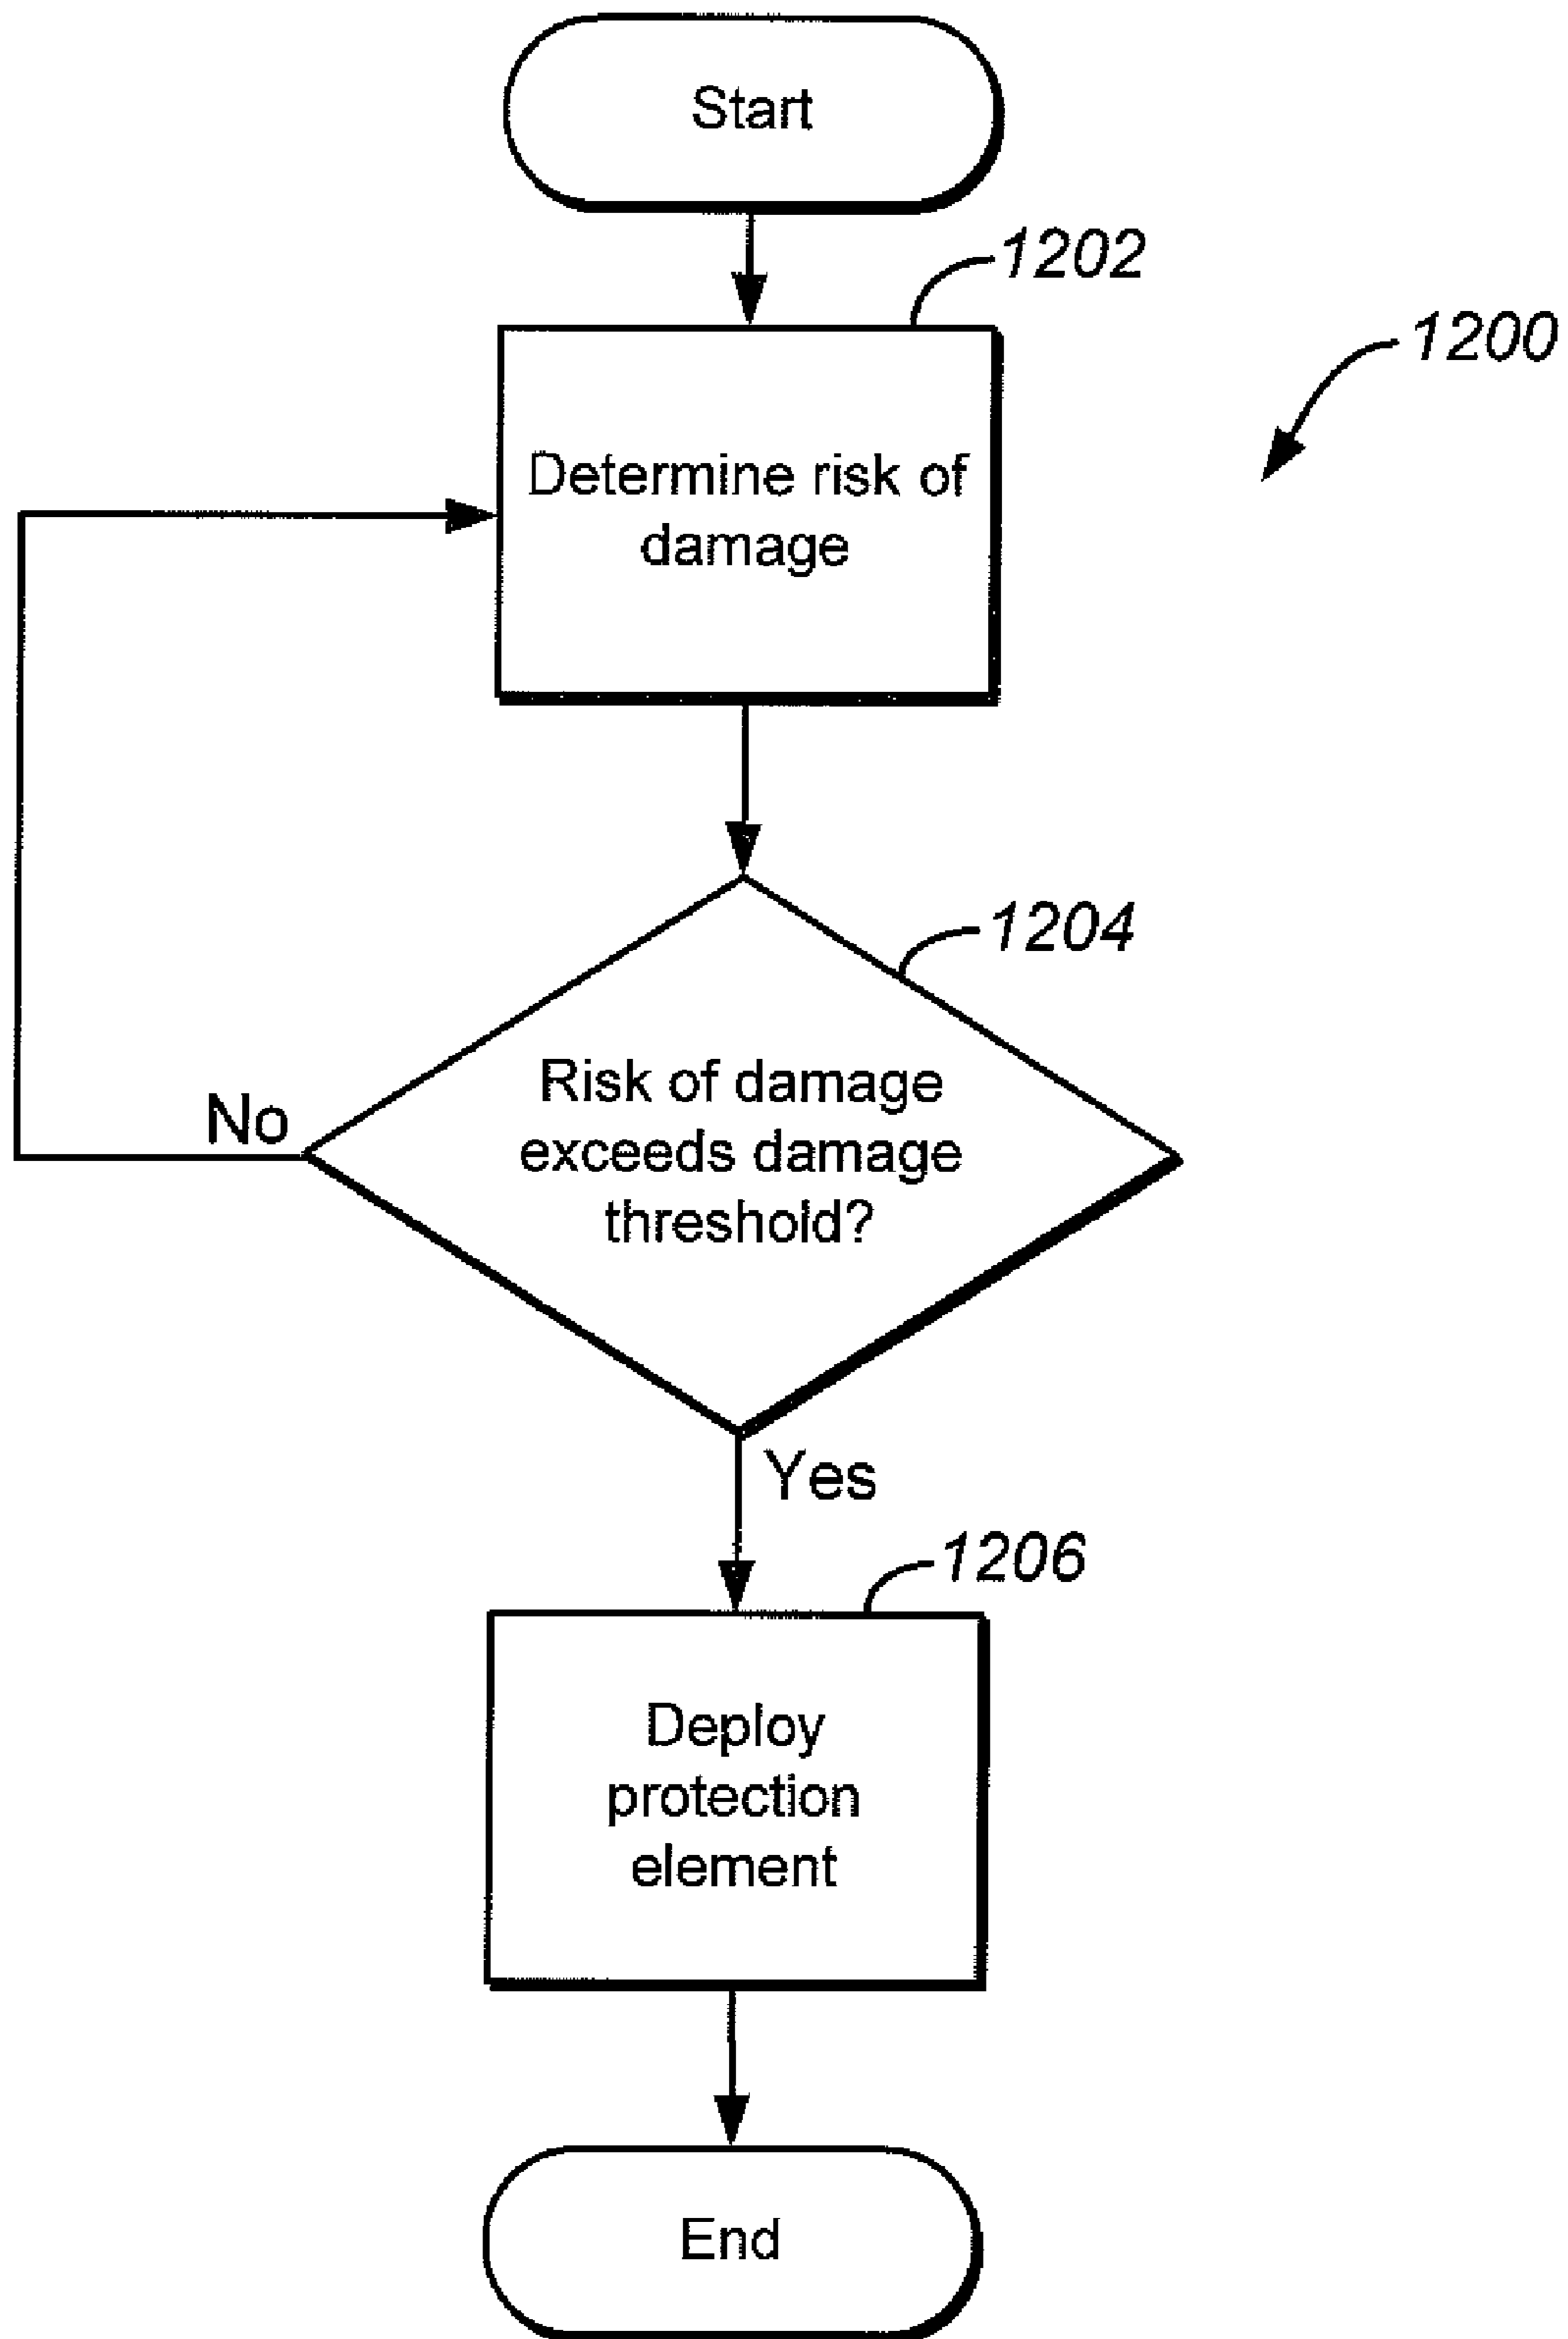 Start
1202
1200
Determine risk of
damage
1204
Risk of damage
exceeds damage
threshold?
No
Yes
1206
Deploy
protection
element
End